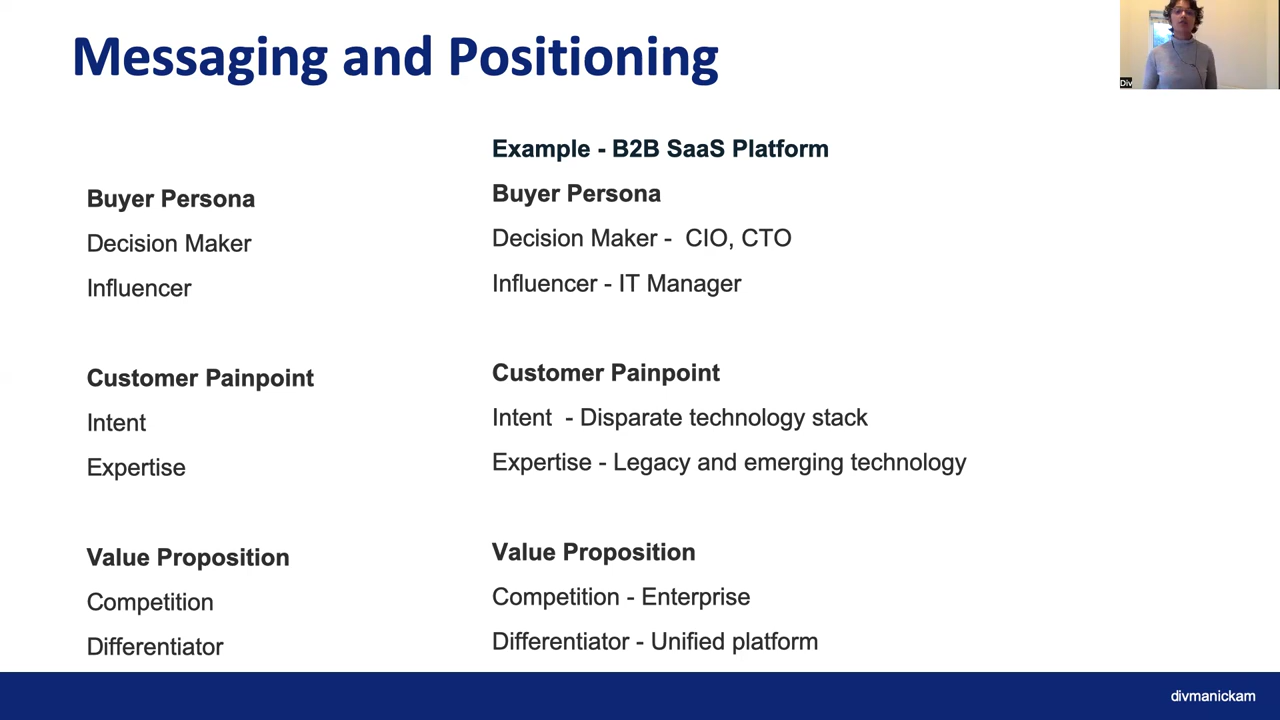 Messaging and Positioning
Div
Buyer Persona
Decision Maker
Influencer
Customer Painpoint
Intent
Expertise
Value Proposition
Competition
Differentiator
Example - B2B SaaS Platform
Buyer Persona
Decision Maker - CIO, CTO
Influencer - IT Manager
Customer Painpoint
Intent - Disparate technology stack
Expertise - Legacy and emerging technology
Value Proposition
Competition - Enterprise
Differentiator - Unified platform
divmanickam